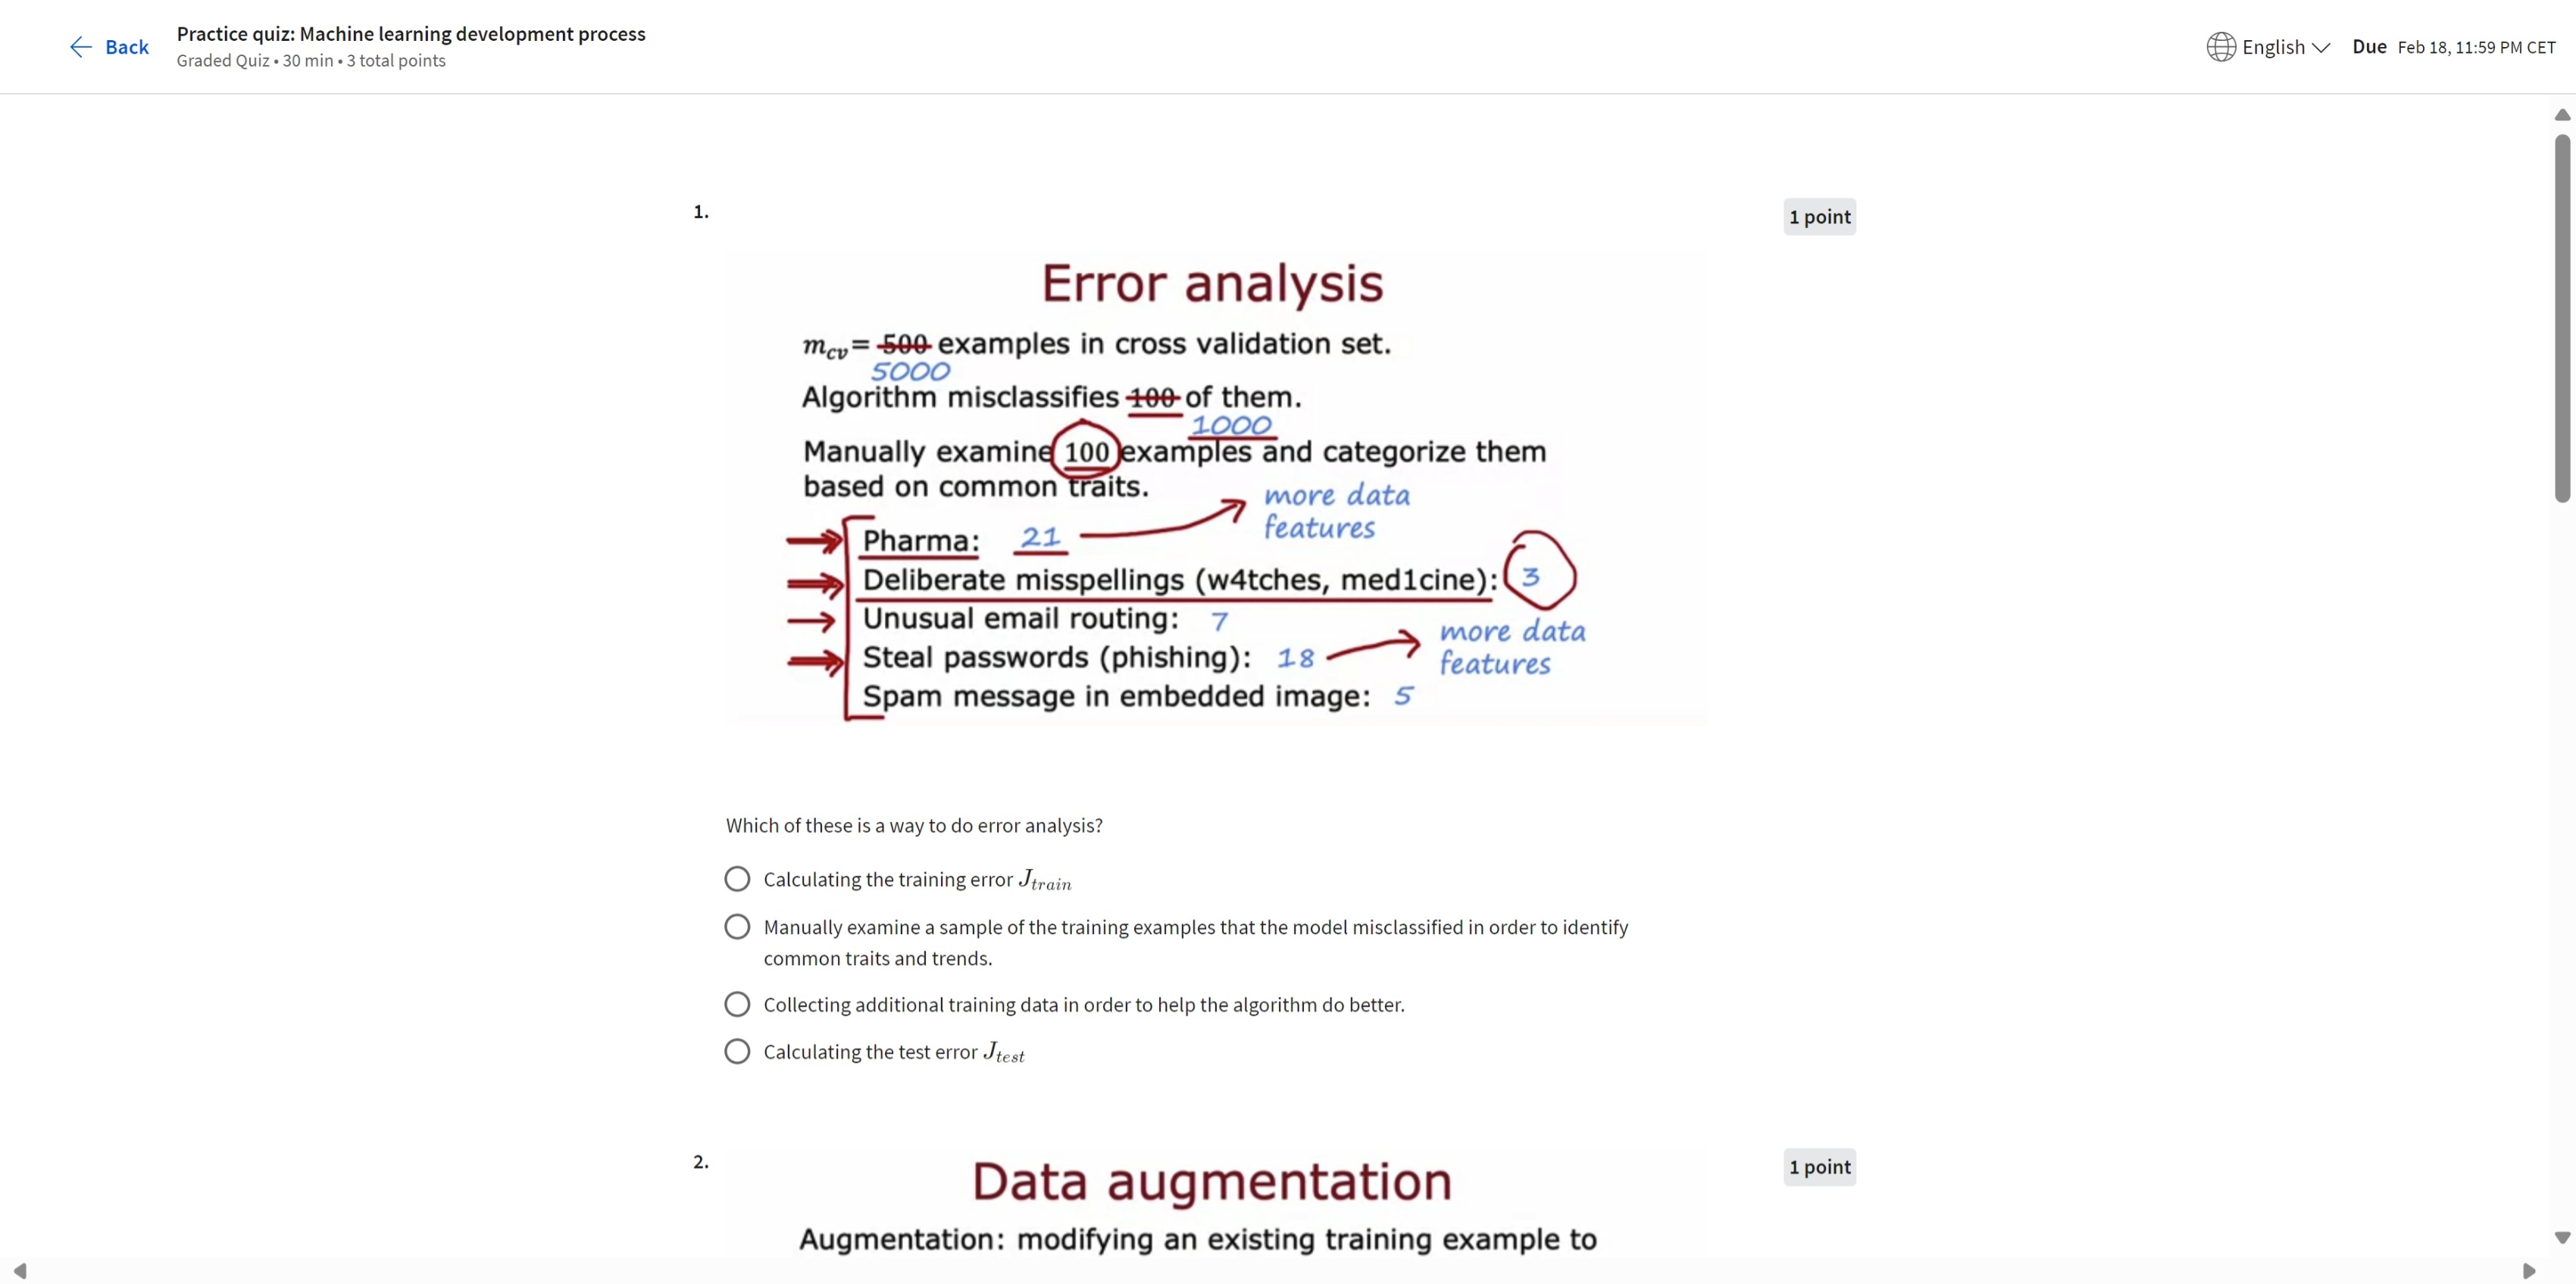 Back
Practice quiz: Machine learning development process
Graded Quiz • 30 min • 3 total points
English
Due Feb 18, 11:59 PM CET
1.
1 point
Error analysis
m_cv = 500 examples in cross validation set.
5000
Algorithm misclassifies 100 of them.
1000
Manually examine 100 examples and categorize them
based on common traits.
more data
features
Pharma: 21
Deliberate misspellings (w4tches, med1cine): 3
Unusual email routing: 7
more data
features
Steal passwords (phishing): 18
Spam message in embedded image: 5
Which of these is a way to do error analysis?
Calculating the training error J_train
Manually examine a sample of the training examples that the model misclassified in order to identify
common traits and trends.
Collecting additional training data in order to help the algorithm do better.
Calculating the test error J_test
2.
1 point
Data augmentation
Augmentation: modifying an existing training example to